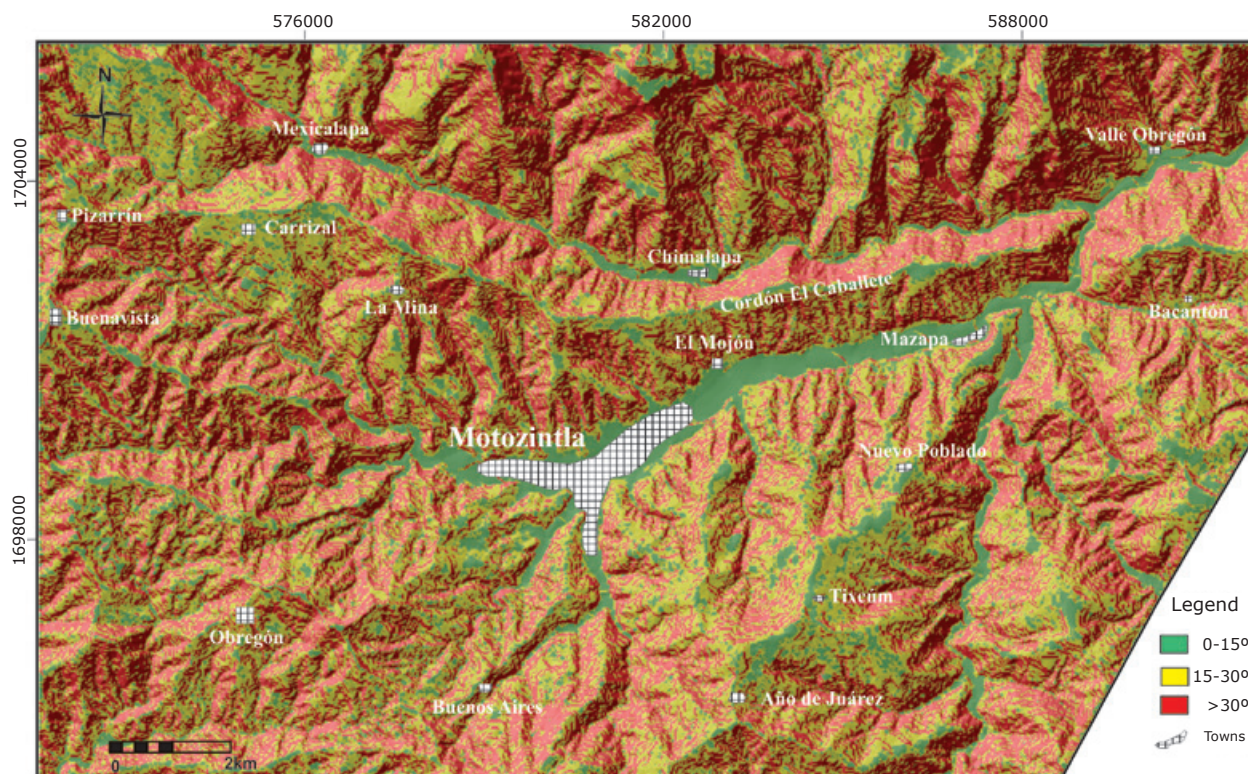 576000
582000
588000
N
Mexicalapa
Valle Obregón
1704000
Pizarrín
Carrizal
Chimalapa
Cordón El Caballete
La Mina
Bacantón
Buenavista
El Mojón
Mazapa
Motozintla
Nuevo Poblado
1698000
Tixcúm
Legend
Obregón
0-15º
15-30º
Buenos Aires
Año de Juárez
>30º
Towns
0
2km